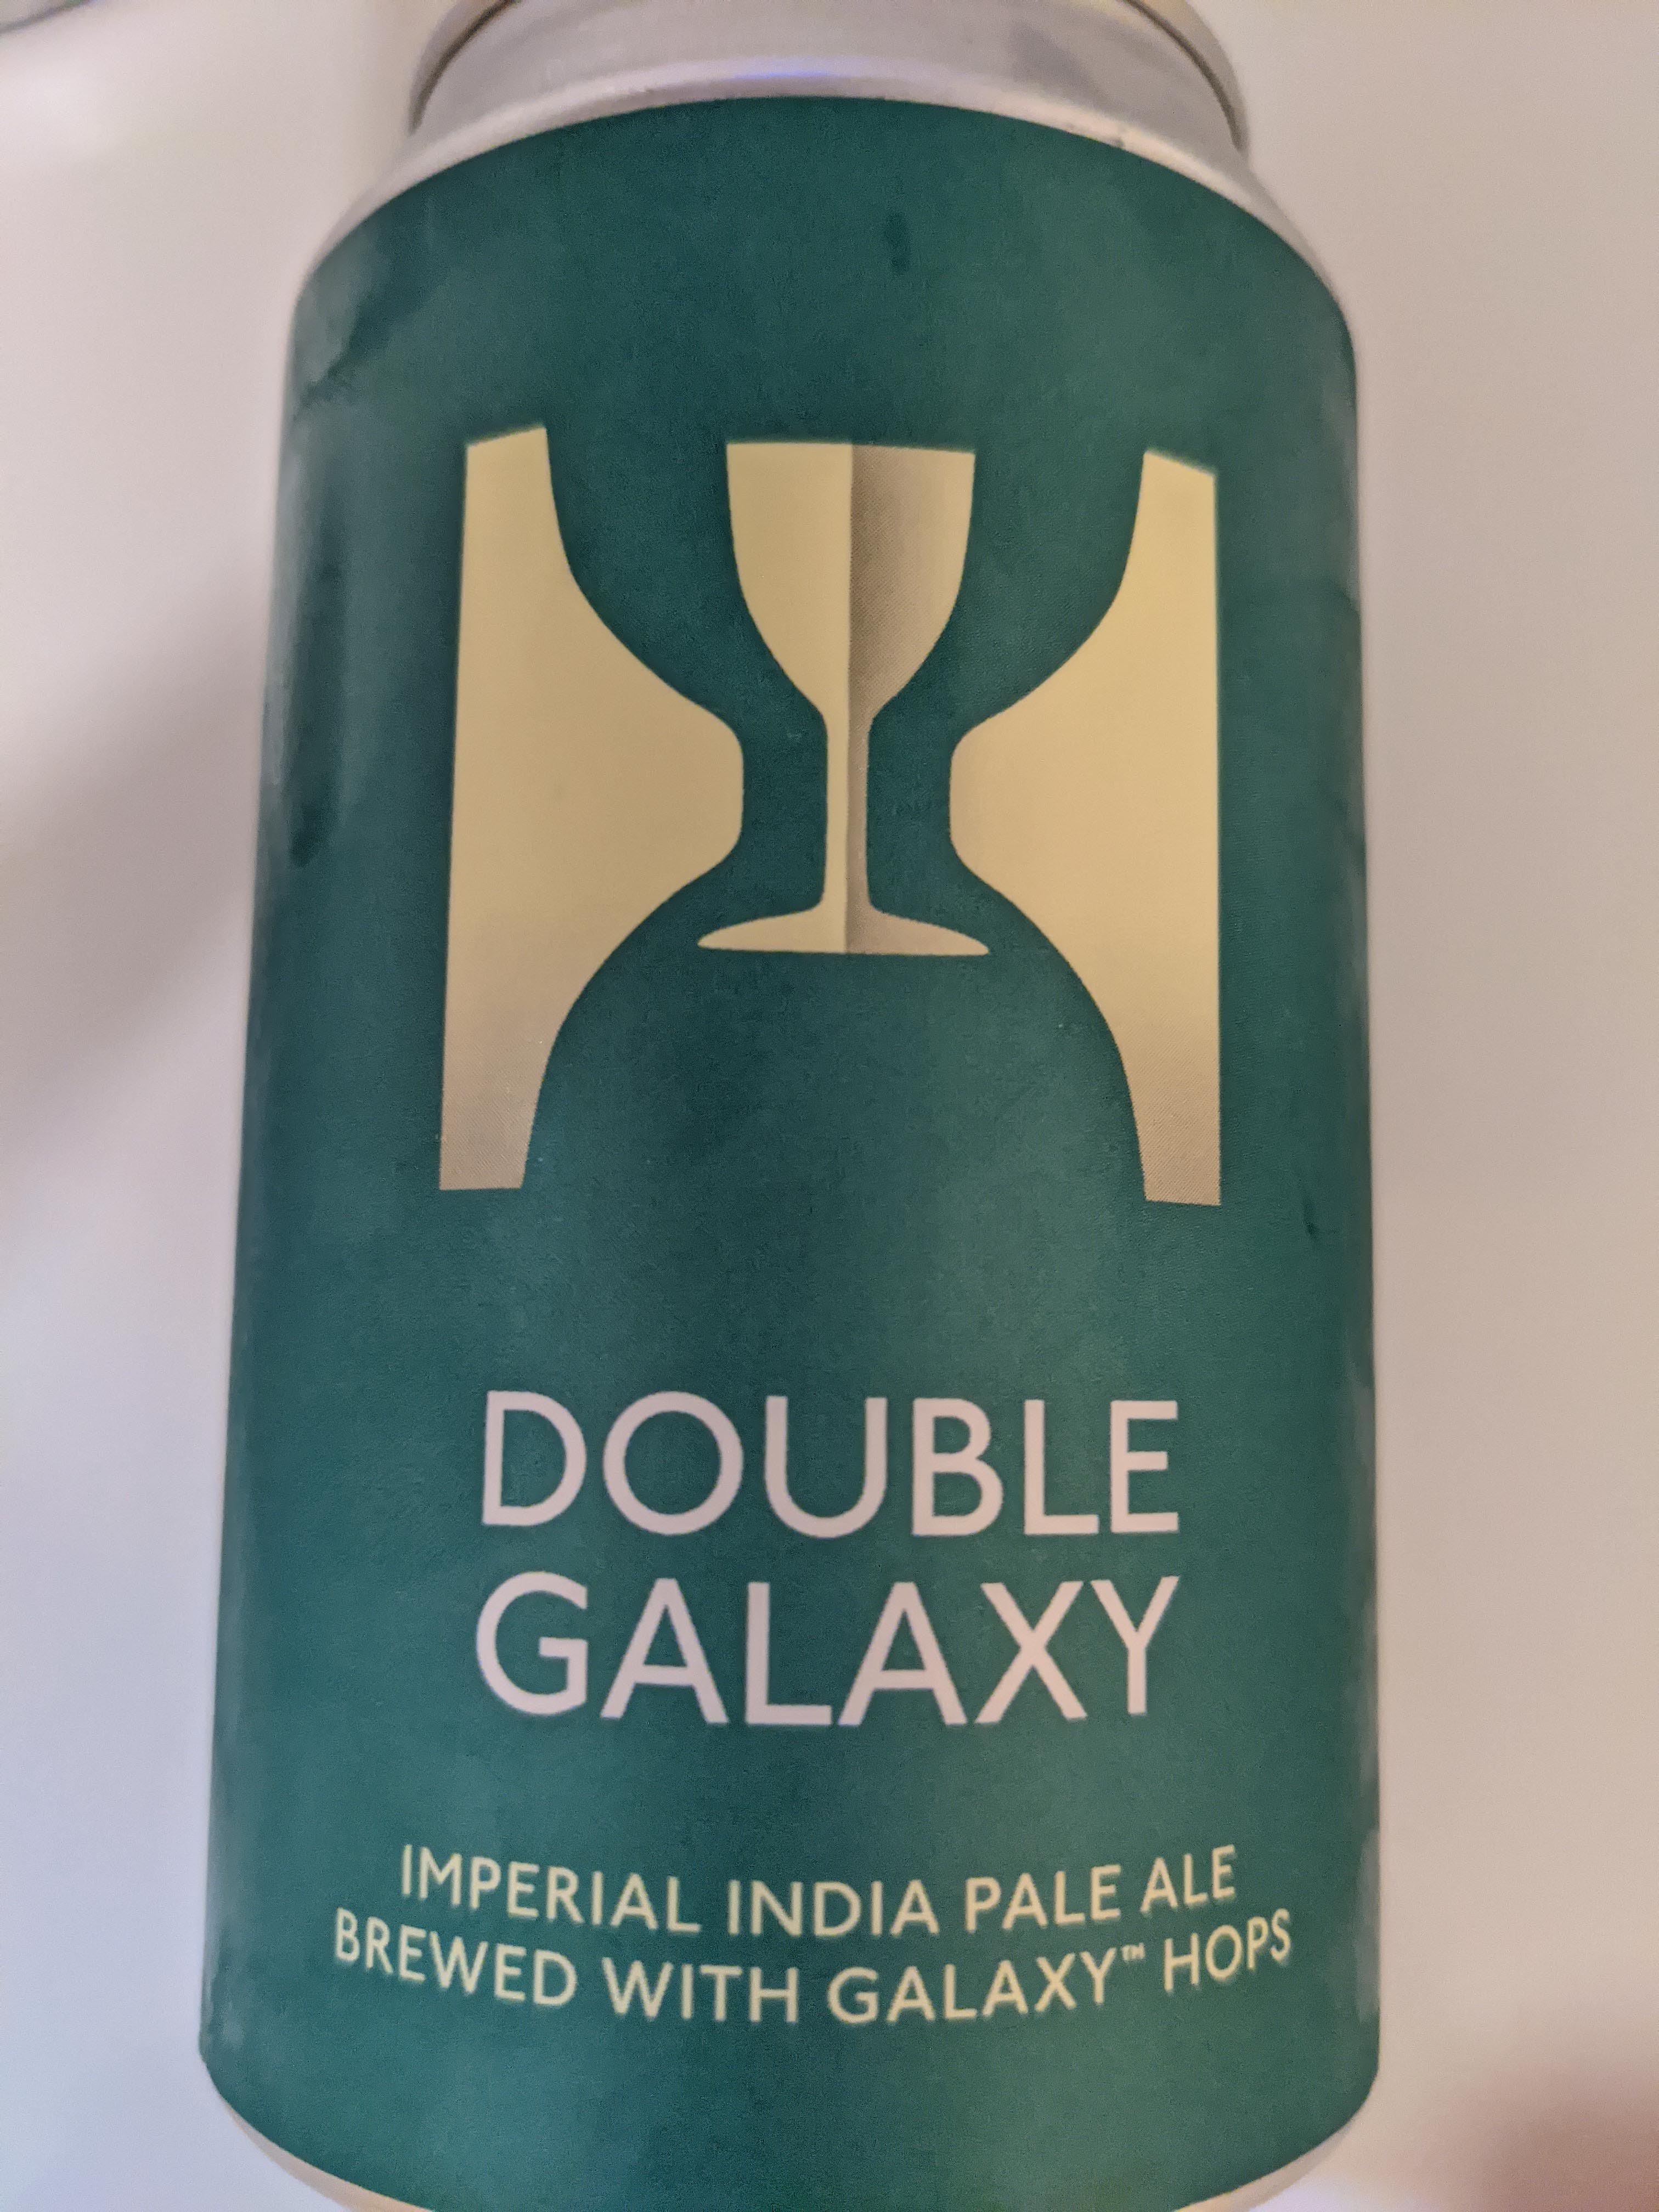 DOUBLE
GALAXY
IMPERIAL INDIA PALE ALE
BREWED WITH GALAXY™ HOPS